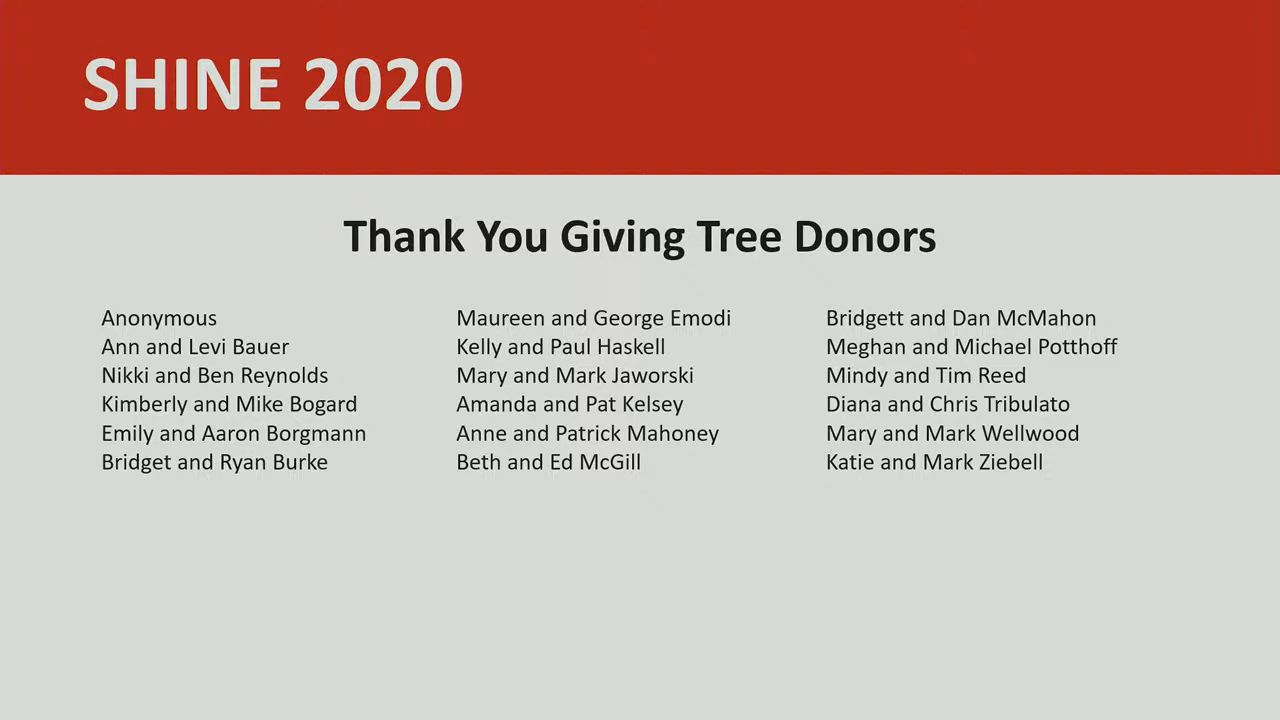 SHINE 2020
Thank You Giving Tree Donors
Anonymous
Ann and Levi Bauer
Nikki and Ben Reynolds
Kimberly and Mike Bogard
Emily and Aaron Borgmann
Bridget and Ryan Burke
Maureen and George Emodi
Kelly and Paul Haskell
Mary and Mark Jaworski
Amanda and Pat Kelsey
Anne and Patrick Mahoney
Beth and Ed McGill
Bridgett and Dan McMahon
Meghan and Michael Potthoff
Mindy and Tim Reed
Diana and Chris Tribulato
Mary and Mark Wellwood
Katie and Mark Ziebell